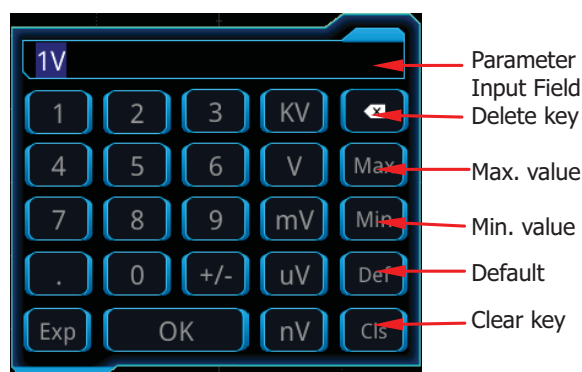 1V
Parameter
Input Field
1 2 3 KV
Delete key
4 5 6 V Max
Max. value
7 8 9 mV Min
Min. value
. 0 +/- uV Def
Default
Exp OK nV Cls
Clear key